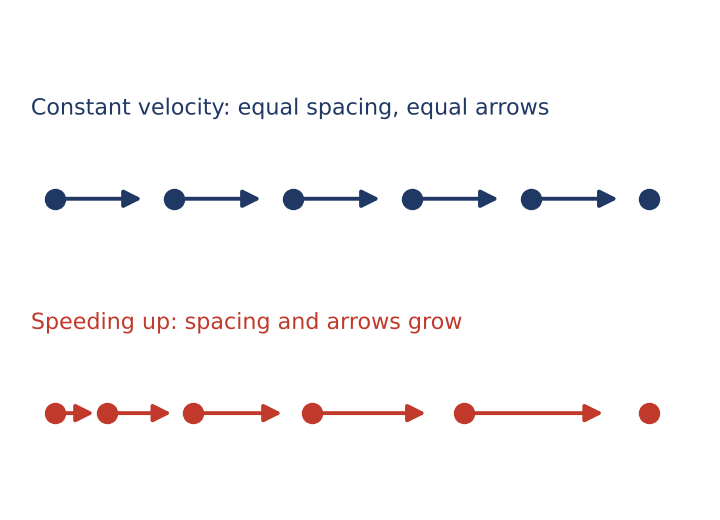 Constant velocity: equal spacing, equal arrows
Speeding up: spacing and arrows grow